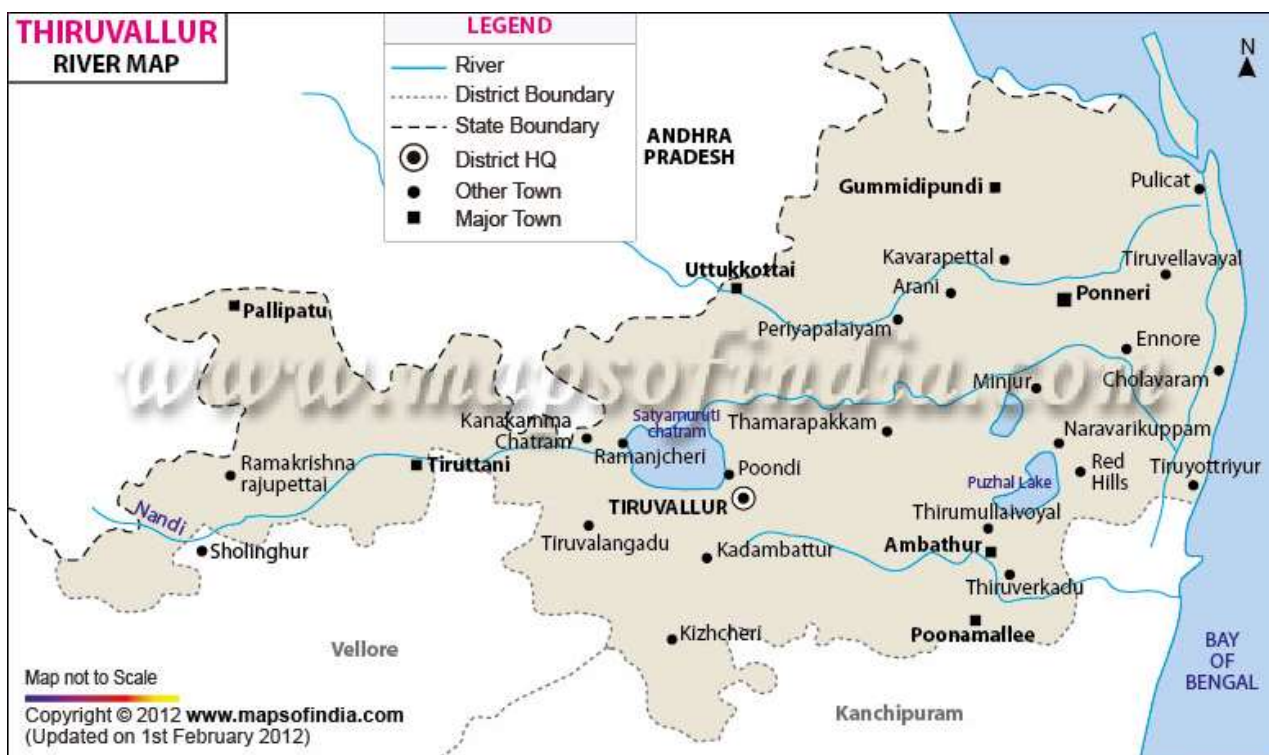 THIRUVALLUR
RIVER MAP
LEGEND
River
District Boundary
State Boundary
District HQ
Other Town
Major Town
N
ANDHRA
PRADESH
Gummidipundi
Pulicat
Kavarapettal
Tiruvellavayal
Uttukkottai
Arani
Ponneri
Pallipatu
Periyapalaiyam
Ennore
www.mapsofindia.com
Minjur
Cholavaram
Kanakamma
Chatram
Satyamuruti
chatram
Thamarapakkam
Naravarikuppam
Ramanjcheri
Ramakrishna
rajupettai
Tiruttani
Poondi
Puzhal Lake
Red
Hills
Tiruyottriyur
TIRUVALLUR
Nandi
Thirumullaivoyal
Sholinghur
Tiruvalangadu
Kadambattur
Ambathur
Thiruverkadu
Kizhcheri
Poonamallee
Vellore
BAY
OF
BENGAL
Kanchipuram
Map not to Scale
Copyright © 2012 www.mapsofindia.com
(Updated on 1st February 2012)